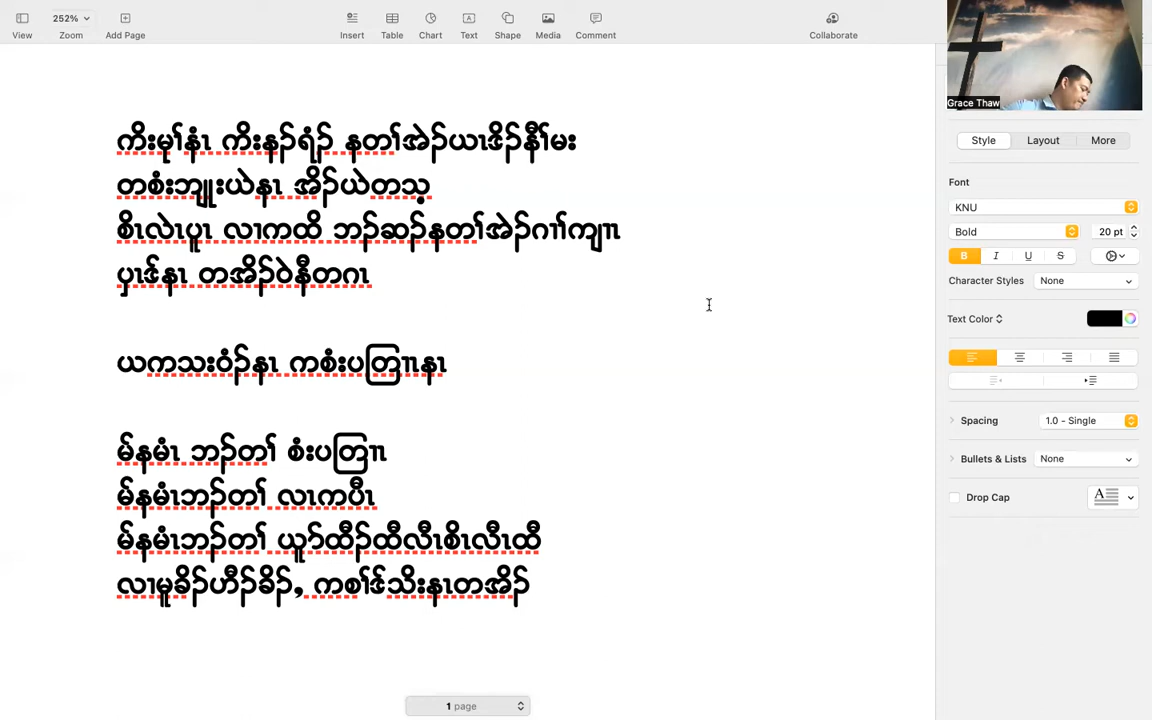 252%
View
Zoom
Add Page
Insert
Table
Chart
Text
Shape
Media
Comment
Collaborate
Grace Thaw
ကိးမုၢ်နံၤ ကိးနၣ်ရံၣ် နတၢ်အဲၣ်ယၤဒိၣ်နီၢ်မး
တစံးဘျုးယဲနၤ အိၣ်ယဲတသ့
စိၤလဲၤပူၤ လၢကထိ ဘၣ်ဆၣ်နတၢ်အဲၣ်ဂၢၢ်ကျၢၤ
ပှၤဒ်နၤ တအိၣ်ဝဲနီတဂၤ
ယကသးဝံၣ်နၤ ကစံးပတြၢၤနၤ
မ်နမံၤ ဘၣ်တၢ် စံးပတြၢၤ
မ်နမံၤဘၣ်တၢ် လၤကပီၤ
မ်နမံၤဘၣ်တၢ် ယူာ်ထီၣ်ထီလီၤစိၤလီၤထီ
လၢမူခိၣ်ဟီၣ်ခိၣ်, ကစၢ်ဒ်သိးနၤတအိၣ်
1 page
Style
Layout
More
Font
KNU
Bold
20 pt
B
I
U
S
Character Styles
None
Text Color
Spacing
1.0 - Single
Bullets & Lists
None
Drop Cap
A